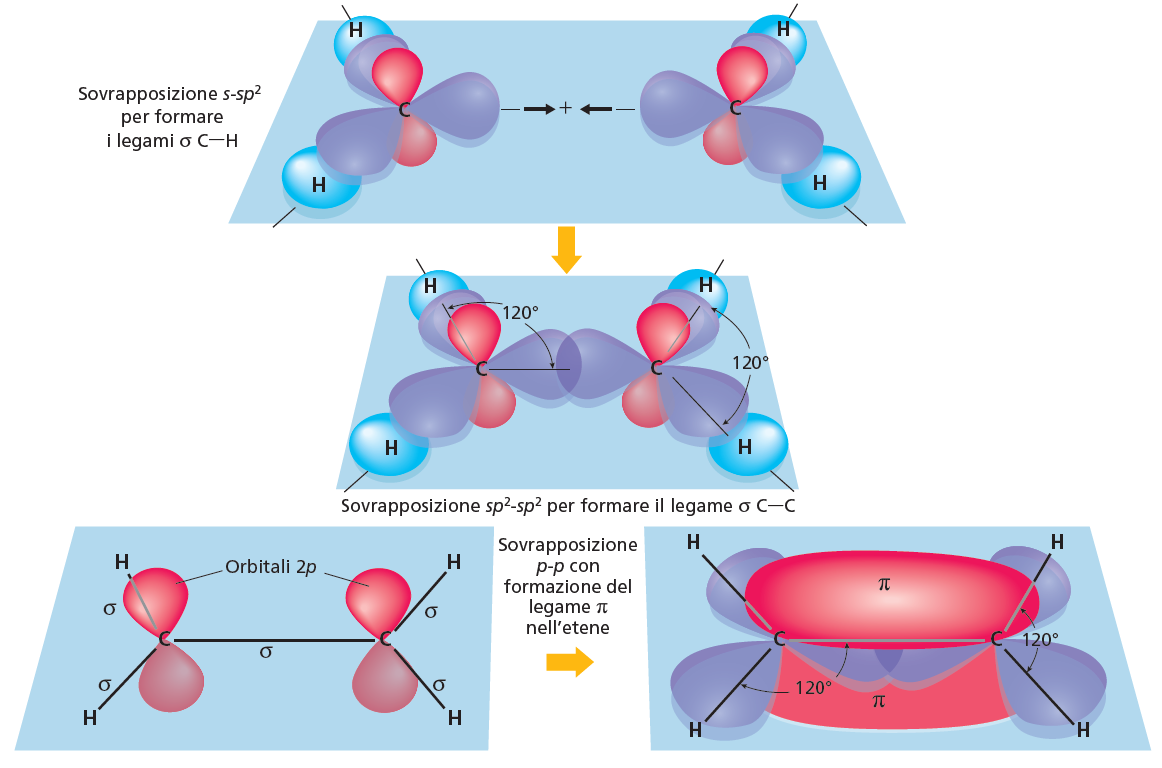 H
H
Sovrapposizione s-sp²
per formare
i legami σ C—H
C
+
C
H
H
H
H
120°
120°
C
C
H
H
Sovrapposizione sp²-sp² per formare il legame σ C—C
H
Orbitali 2p
H
σ
σ
C
C
σ
σ
σ
H
H
Sovrapposizione
p-p con
formazione del
legame π
nell'etene
H
H
π
C
C
120°
120°
π
H
H